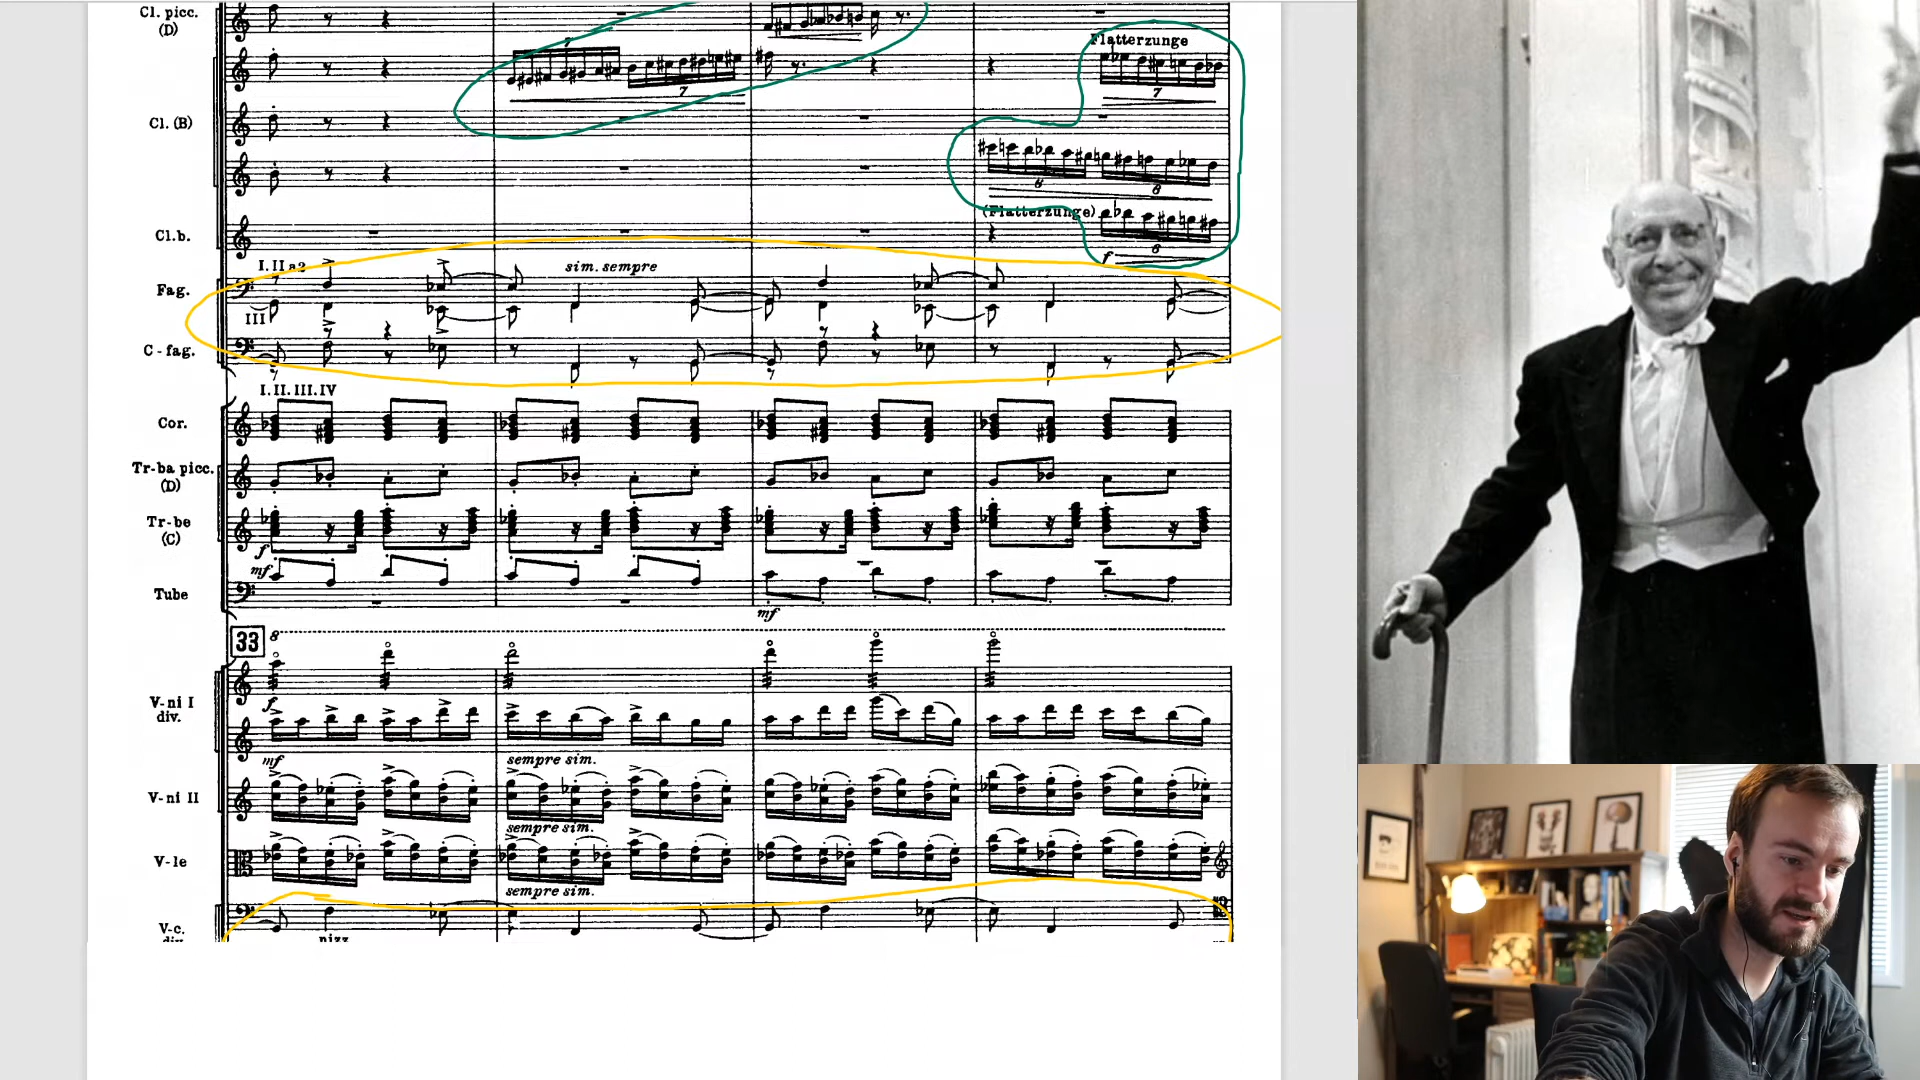 Cl. picc.
(D)
7
7
Flatterzunge
7
Cl. (B)
6
6
(Flatterzunge)
6
f
Cl.b.
I. II a2
sim. sempre
Fag.
III
C - fag.
I. II. III. IV
Cor.
Tr-ba picc.
(D)
Tr-be
(C)
f
mf
Tube
mf
33
8
V-ni I
div.
f
mf
sempre sim.
V-ni II
sempre sim.
V-le
sempre sim.
V-c.
div.
pizz